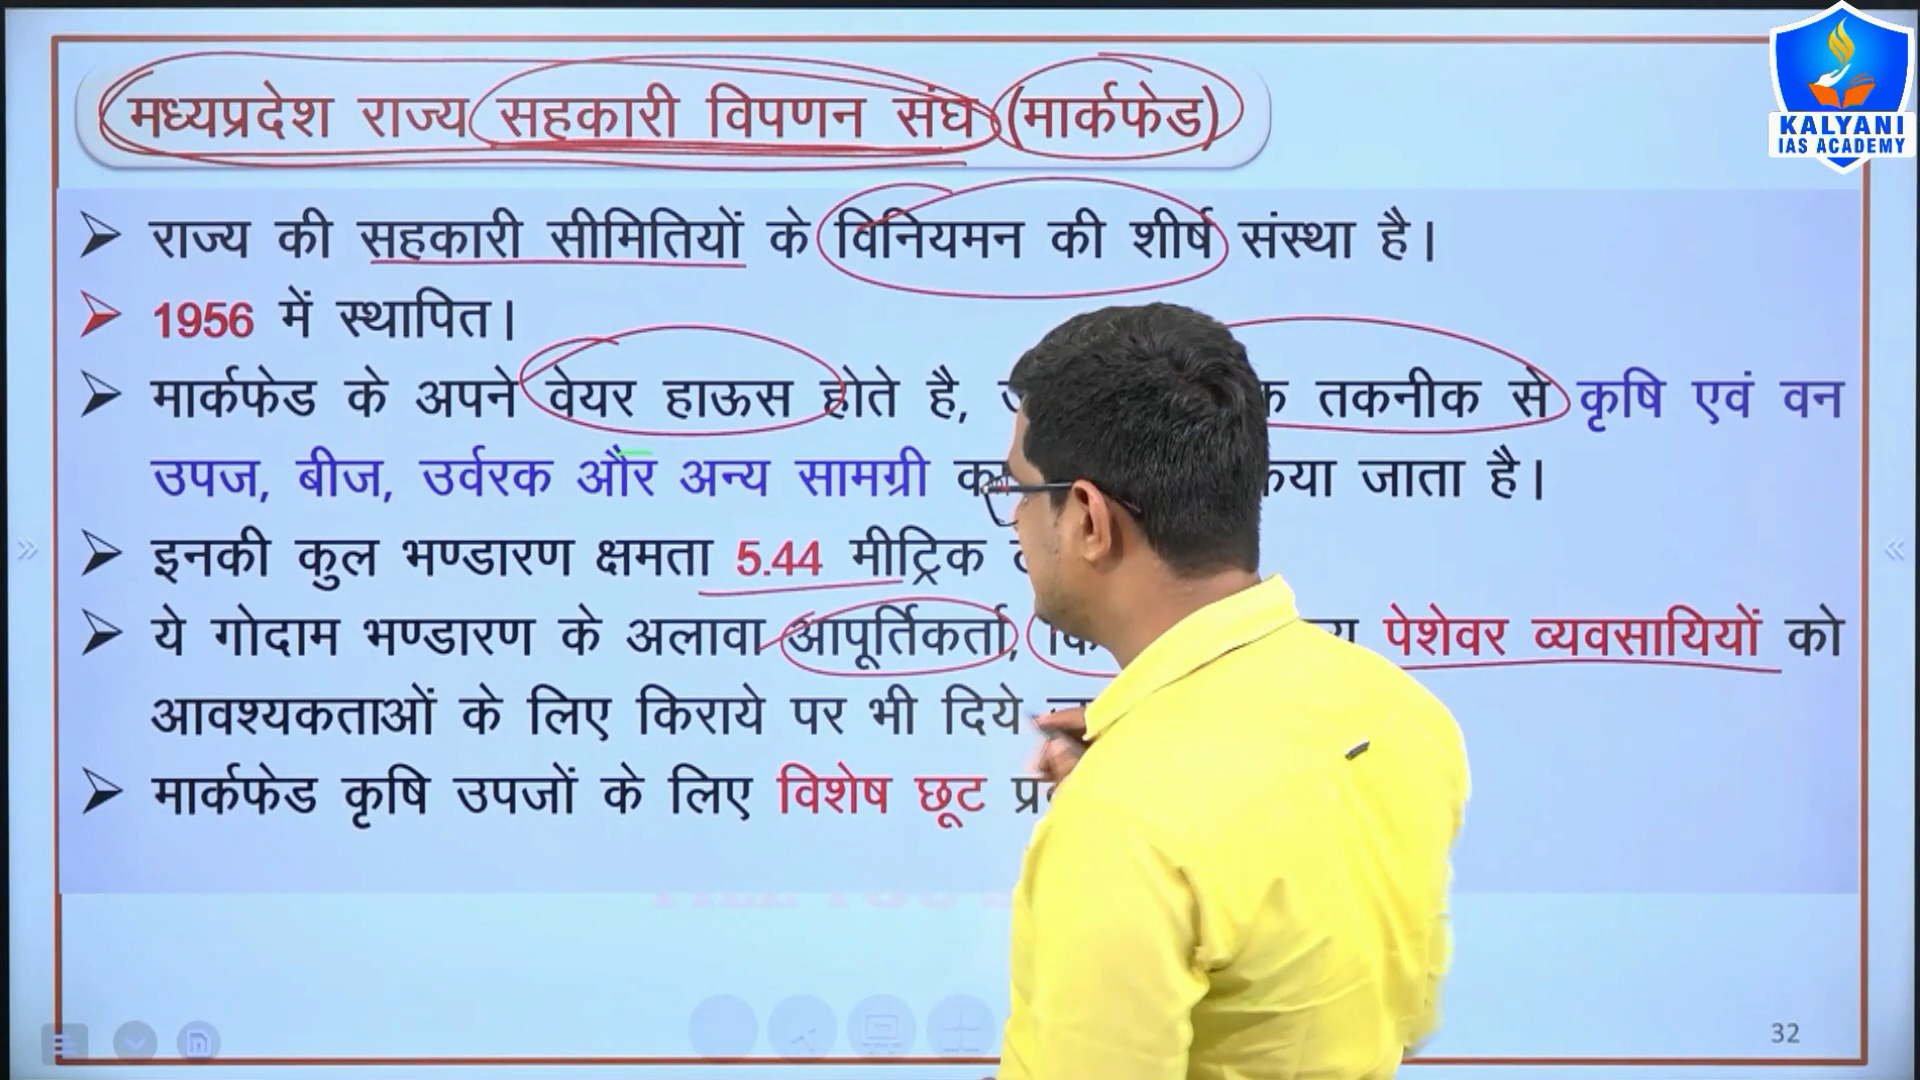 मध्यप्रदेश राज्य सहकारी विपणन संघ (मार्कफेड)
KALYANI
IAS ACADEMY
राज्य की सहकारी सीमितियों के विनियमन की शीर्ष संस्था है।
1956 में स्थापित।
मार्कफेड के अपने वेयर हाऊस होते है, तकनीक से कृषि एवं वन
उपज, बीज, उर्वरक और अन्य सामग्री जाता है।
इनकी कुल भण्डारण क्षमता 5.44 मीट्रिक
ये गोदाम भण्डारण के अलावा आपूर्तिकर्ता, पेशेवर व्यवसायियों को
आवश्यकताओं के लिए किराये पर भी दिये
मार्कफेड कृषि उपजों के लिए विशेष छूट
32